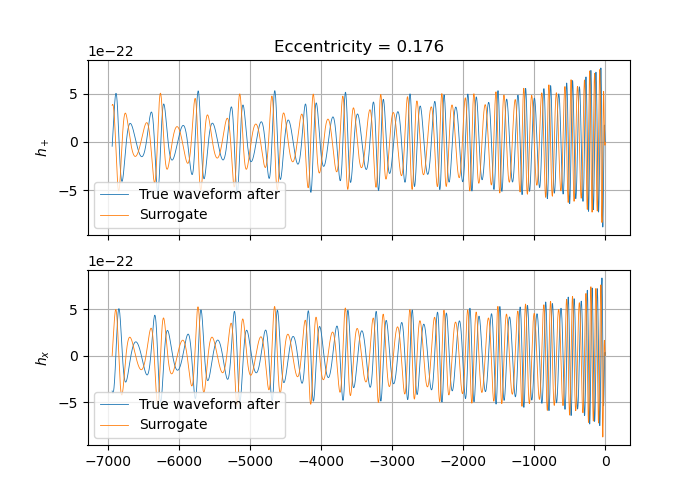 Eccentricity = 0.176
1e−22
h+
5
0
−5
True waveform after
Surrogate
1e−22
hx
5
0
−5
True waveform after
Surrogate
−7000 −6000 −5000 −4000 −3000 −2000 −1000 0